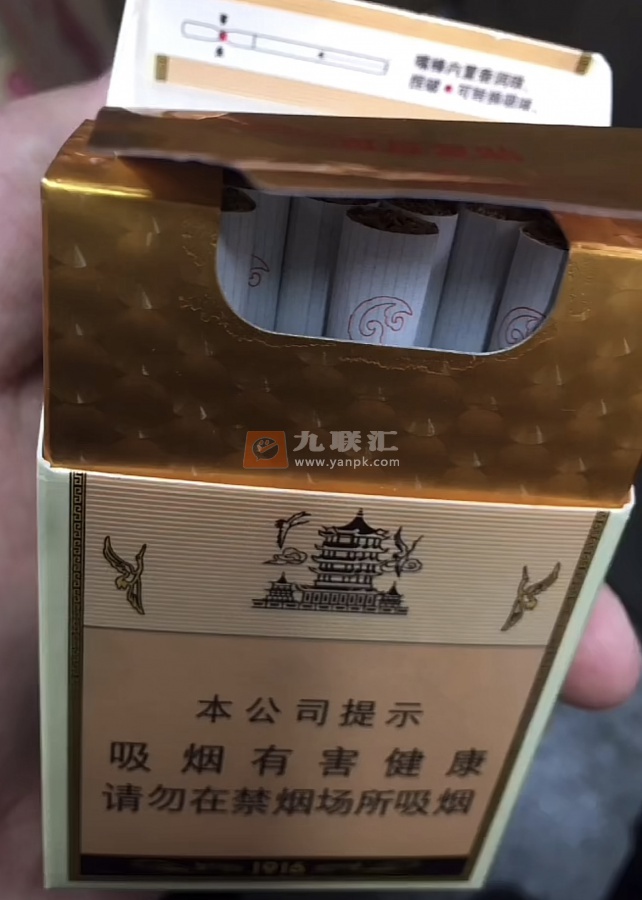 嘴棒内置香润珠,
捏破●可转换吸味。
九联汇
www.yanpk.com
本公司提示
吸烟有害健康
请勿在禁烟场所吸烟
1916